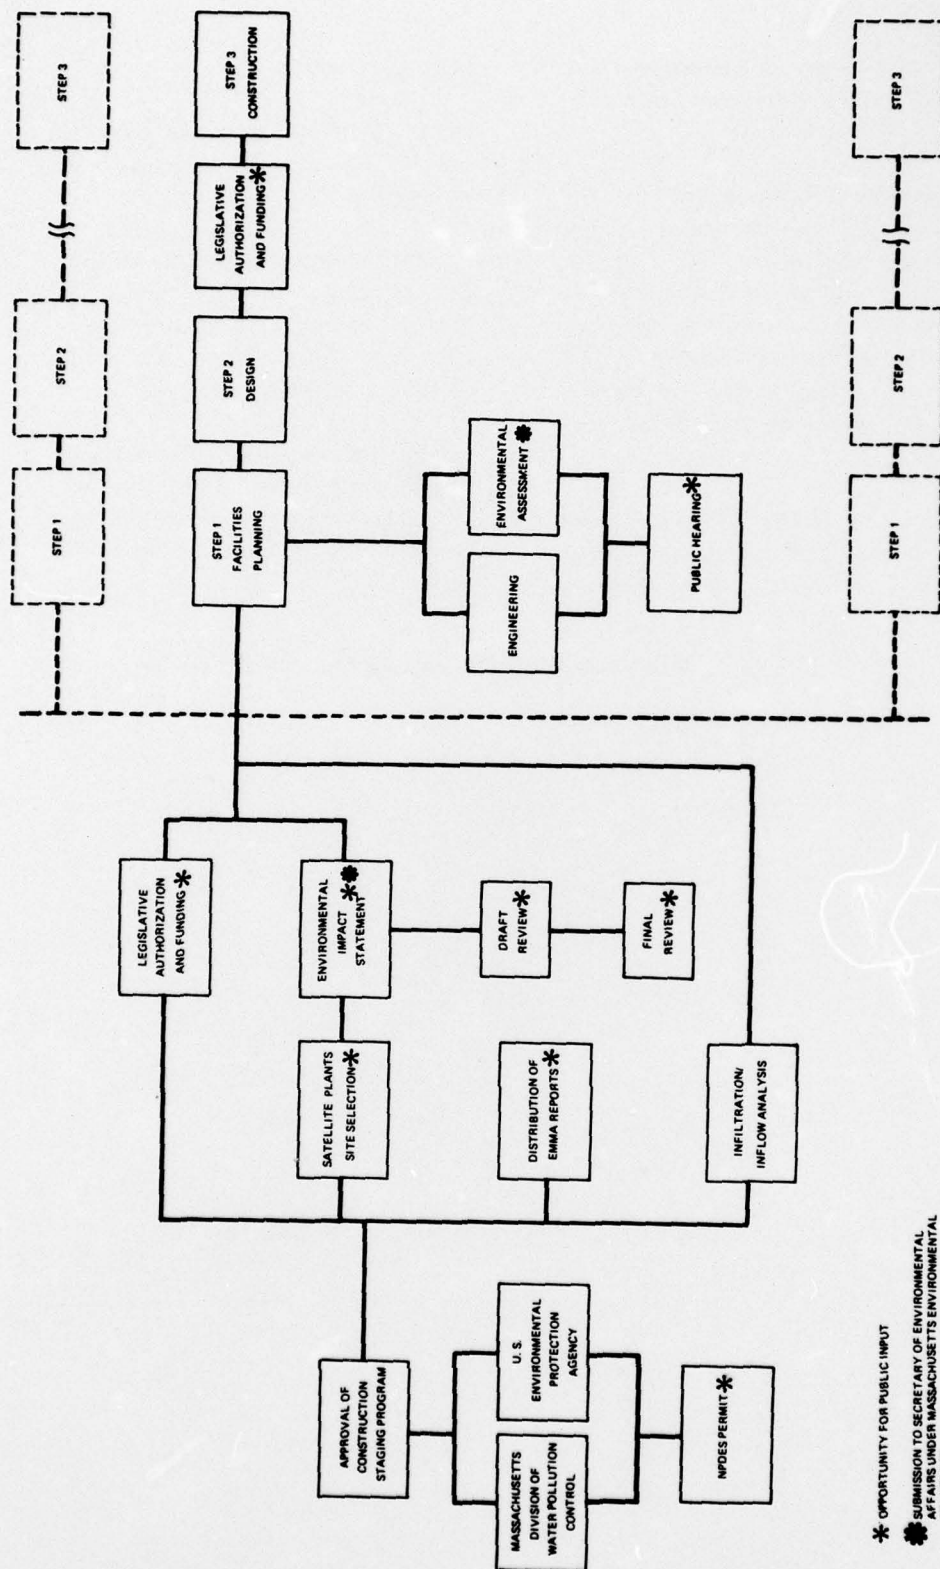 APPROVAL OF
CONSTRUCTION
STAGING PROGRAM
MASSACHUSETTS
DIVISION OF
WATER POLLUTION
CONTROL
U. S.
ENVIRONMENTAL
PROTECTION
AGENCY
NPDES PERMIT *
LEGISLATIVE
AUTHORIZATION
AND FUNDING *
SATELLITE PLANTS
SITE SELECTION *
ENVIRONMENTAL
IMPACT
STATEMENT
DISTRIBUTION OF
EMMA REPORTS *
DRAFT
REVIEW *
FINAL
REVIEW *
INFILTRATION/
INFLOW ANALYSIS
STEP 1
STEP 2
STEP 3
STEP 1
FACILITIES
PLANNING
STEP 2
DESIGN
LEGISLATIVE
AUTHORIZATION
AND FUNDING *
STEP 3
CONSTRUCTION
ENGINEERING
ENVIRONMENTAL
ASSESSMENT
PUBLIC HEARING *
STEP 1
STEP 2
STEP 3
* OPPORTUNITY FOR PUBLIC INPUT
SUBMISSION TO SECRETARY OF ENVIRONMENTAL
AFFAIRS UNDER MASSACHUSETTS ENVIRONMENTAL